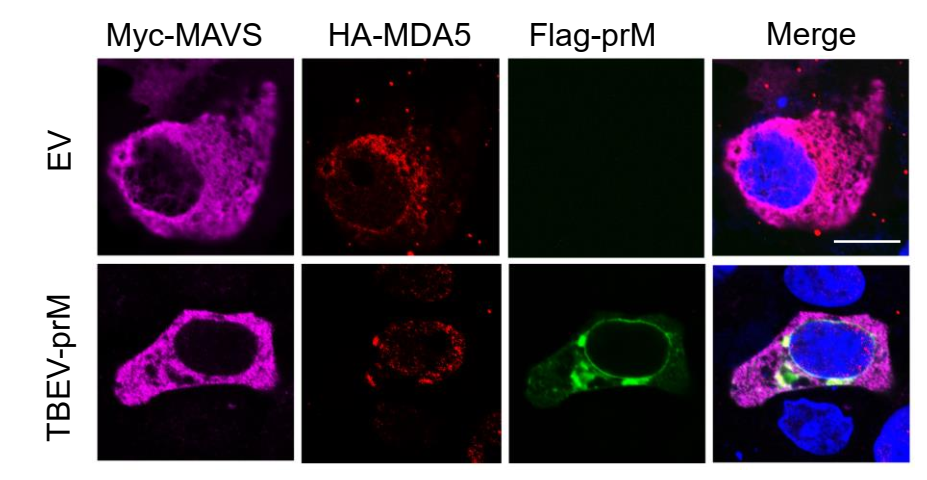 Myc-MAVS HA-MDA5 Flag-prM Merge
EV
TBEV-prM